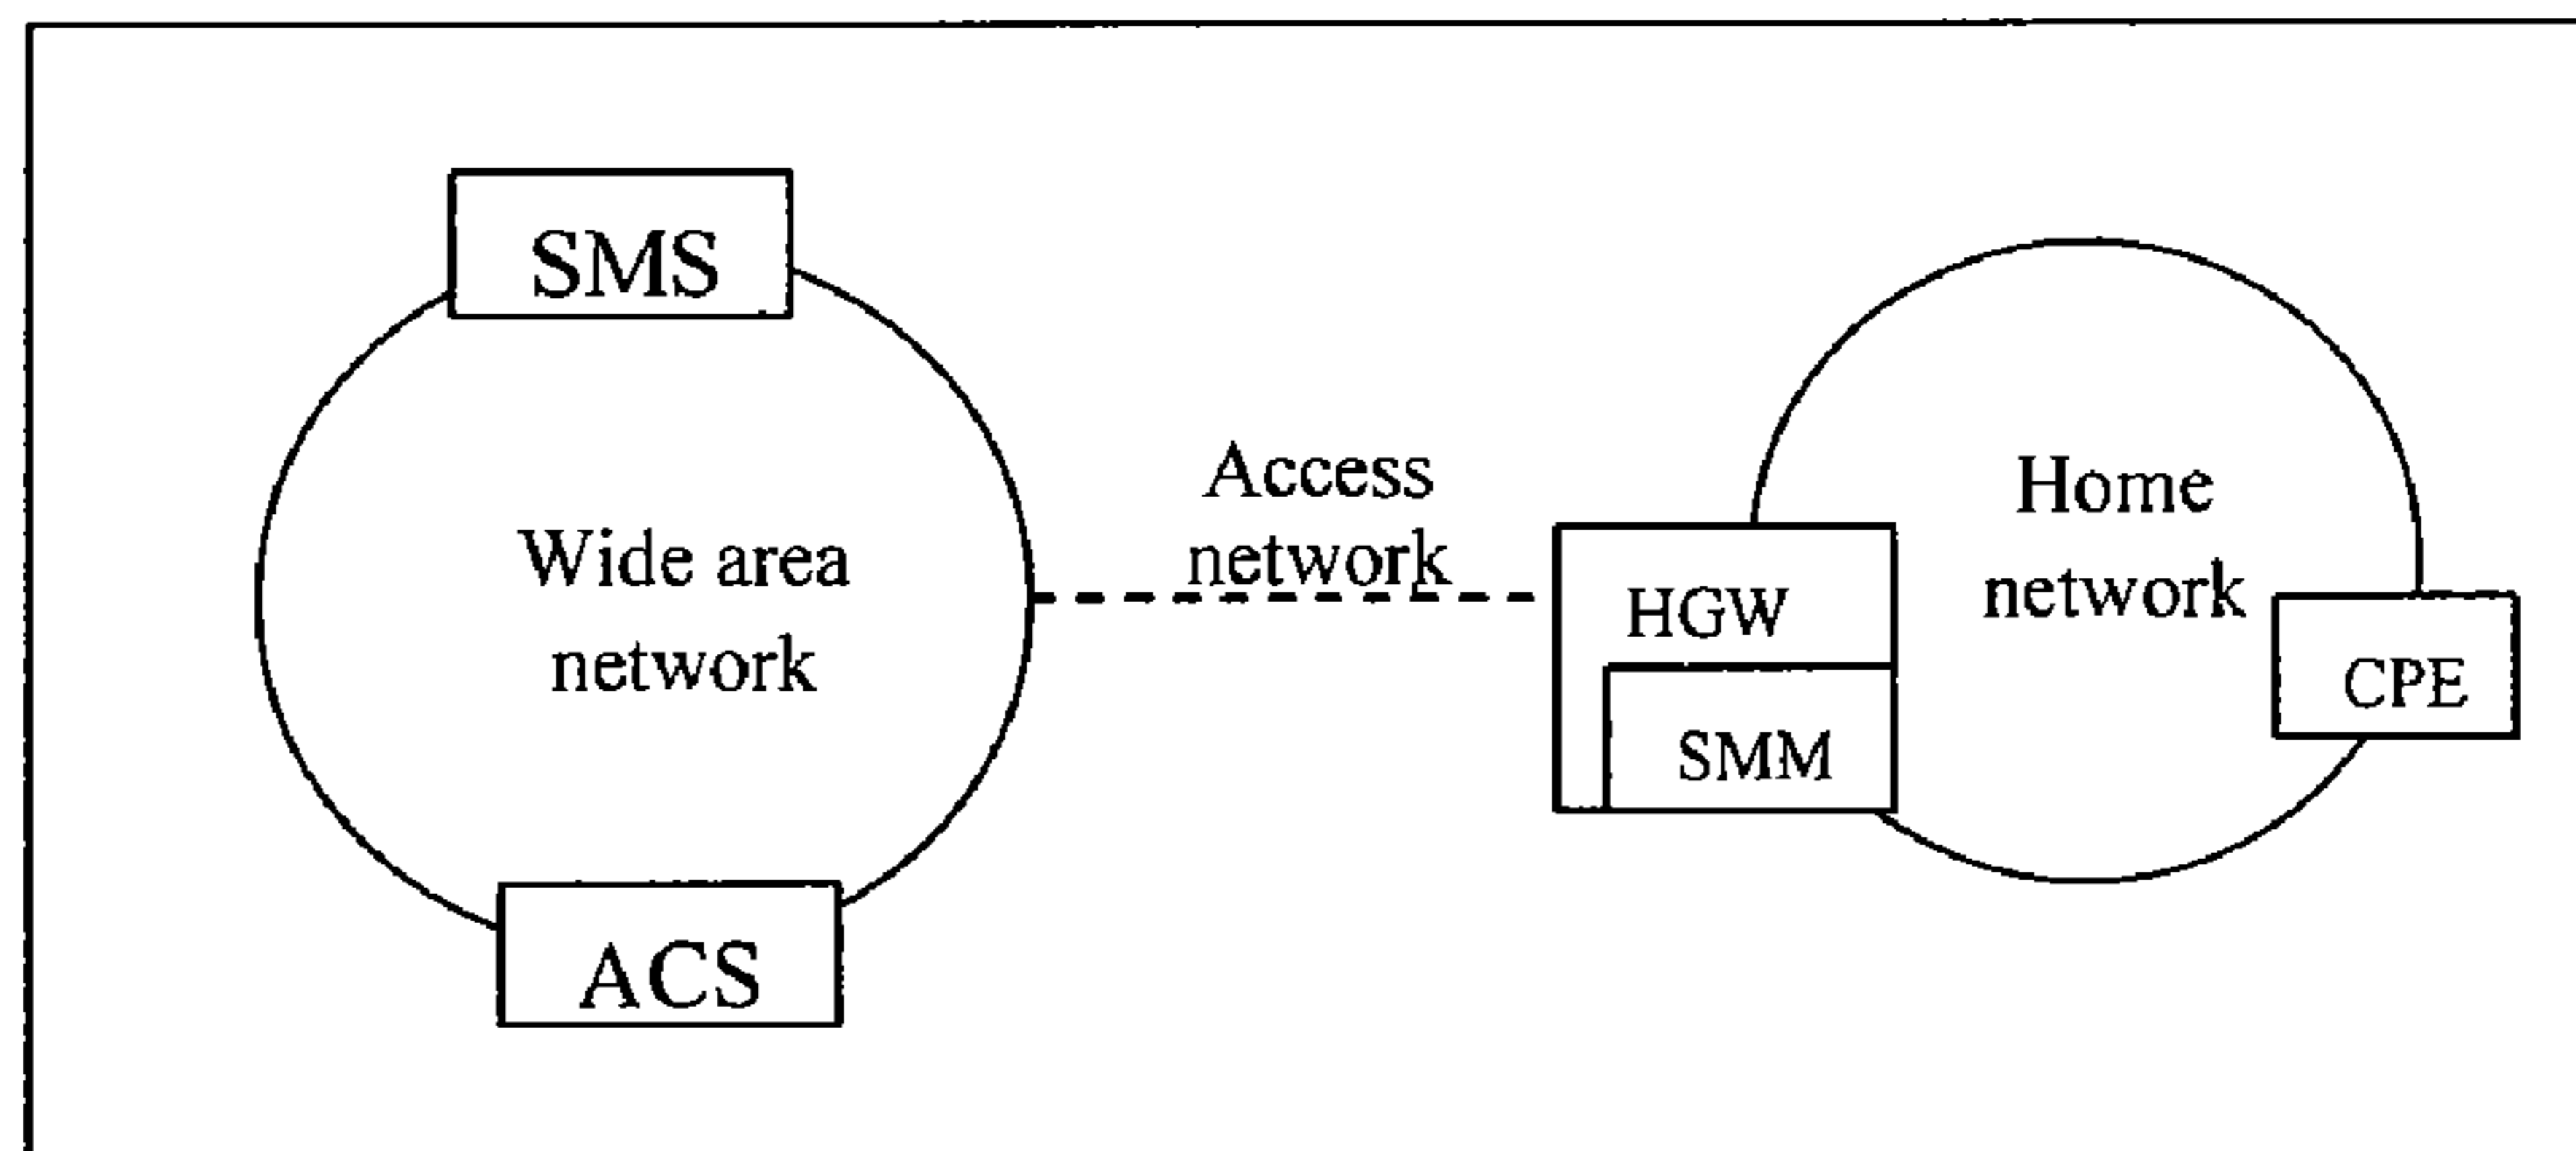 SMS
Wide area
network
ACS
Access
network
HGW
SMM
Home
network
CPE